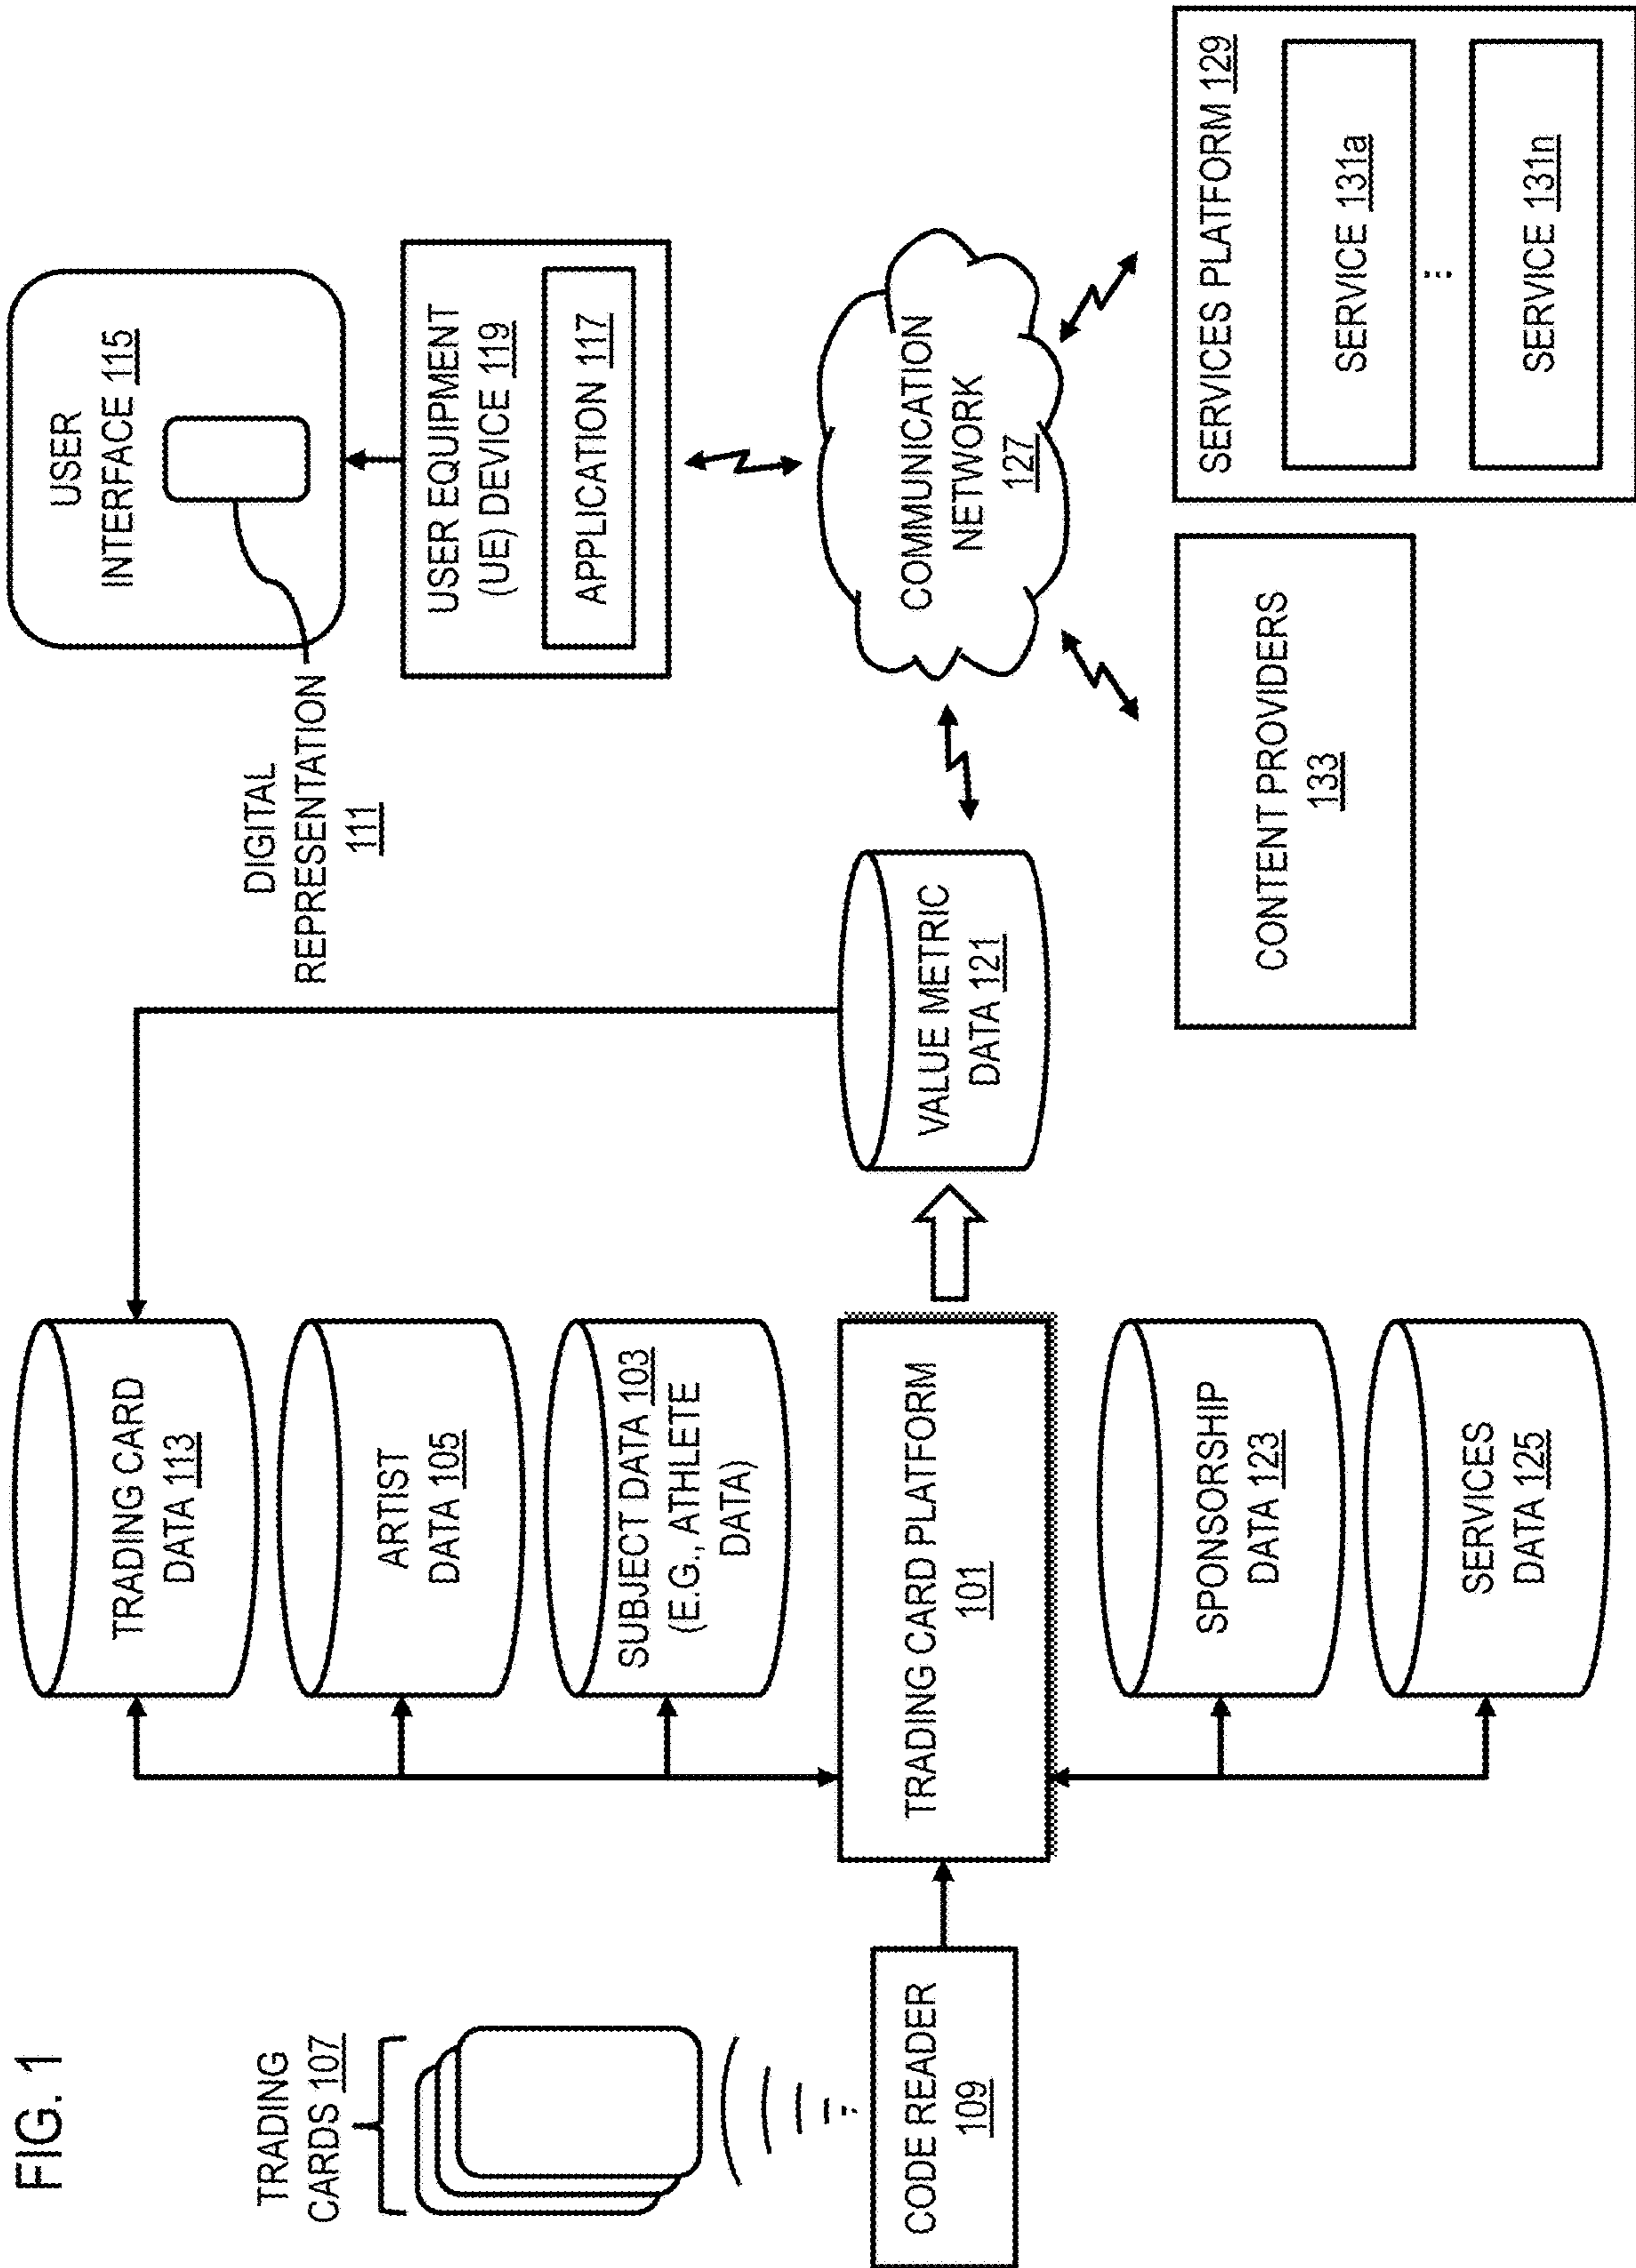 FIG. 1
TRADING
CARDS 107
CODE READER
109
TRADING CARD
DATA 113
ARTIST
DATA 105
SUBJECT DATA 103
(E.G., ATHLETE
DATA)
TRADING CARD PLATFORM
101
SPONSORSHIP
DATA 123
SERVICES
DATA 125
VALUE METRIC
DATA 121
DIGITAL
REPRESENTATION
111
USER
INTERFACE 115
USER EQUIPMENT
(UE) DEVICE 119
APPLICATION 117
COMMUNICATION
NETWORK
127
CONTENT PROVIDERS
133
SERVICES PLATFORM 129
SERVICE 131a
...
SERVICE 131n